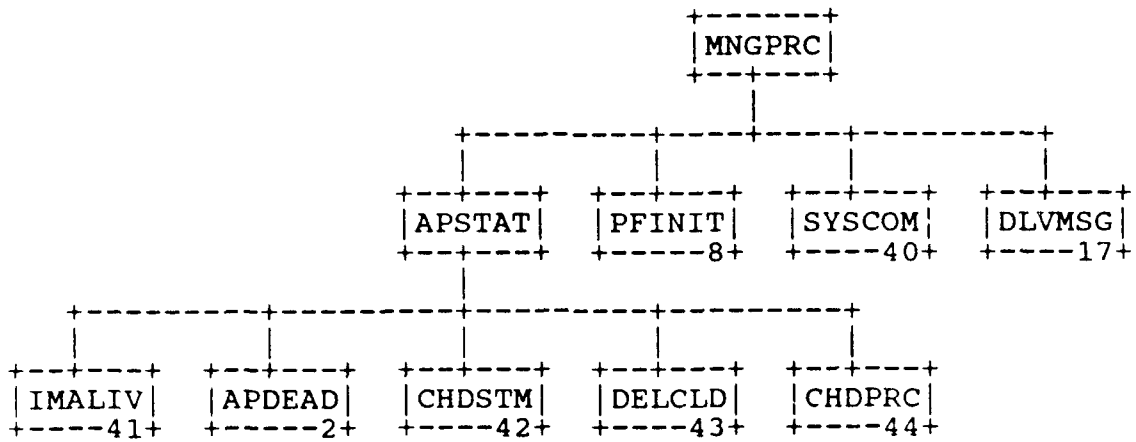 MNGPRC
APSTAT PFINIT SYSCOM DLVMSG
8 40 17
IMALIV APDEAD CHDSTM DELCLD CHDPRC
41 2 42 43 44